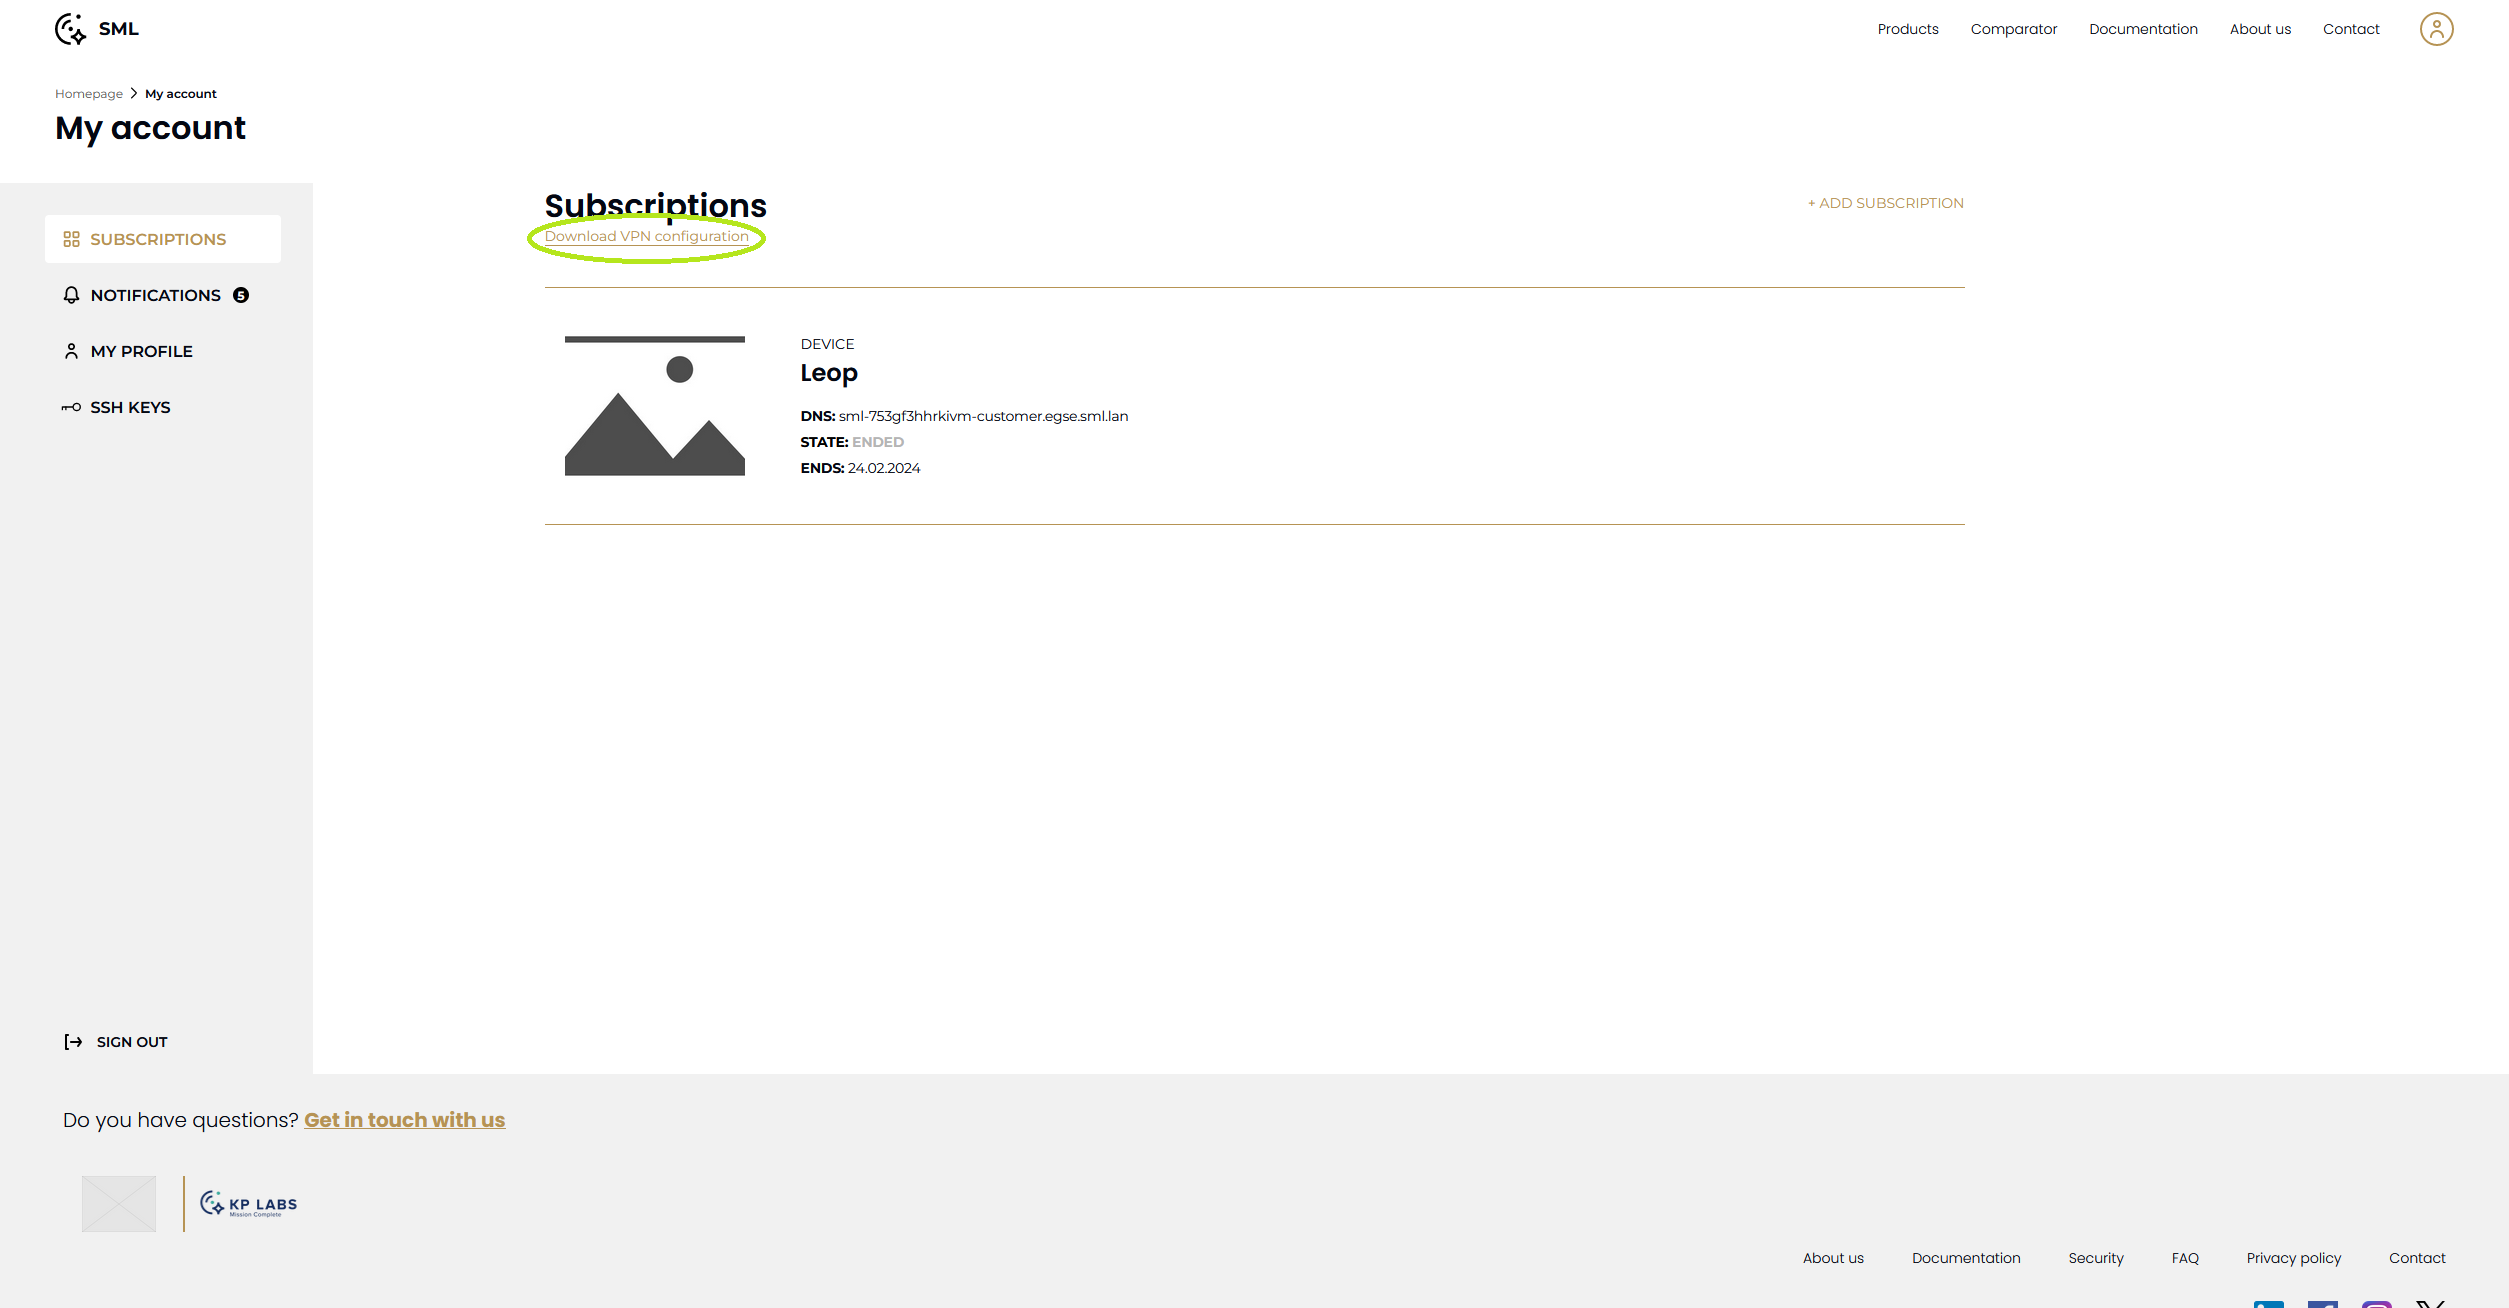 SML
Products
Comparator
Documentation
About us
Contact
Homepage > My account
My account
SUBSCRIPTIONS
NOTIFICATIONS 5
MY PROFILE
SSH KEYS
SIGN OUT
Subscriptions
+ ADD SUBSCRIPTION
Download VPN configuration
DEVICE
Leop
DNS: sml-753gf3hhrkivm-customer.egse.sml.lan
STATE: ENDED
ENDS: 24.02.2024
Do you have questions? Get in touch with us
KP LABS
Mission Complete
About us
Documentation
Security
FAQ
Privacy policy
Contact